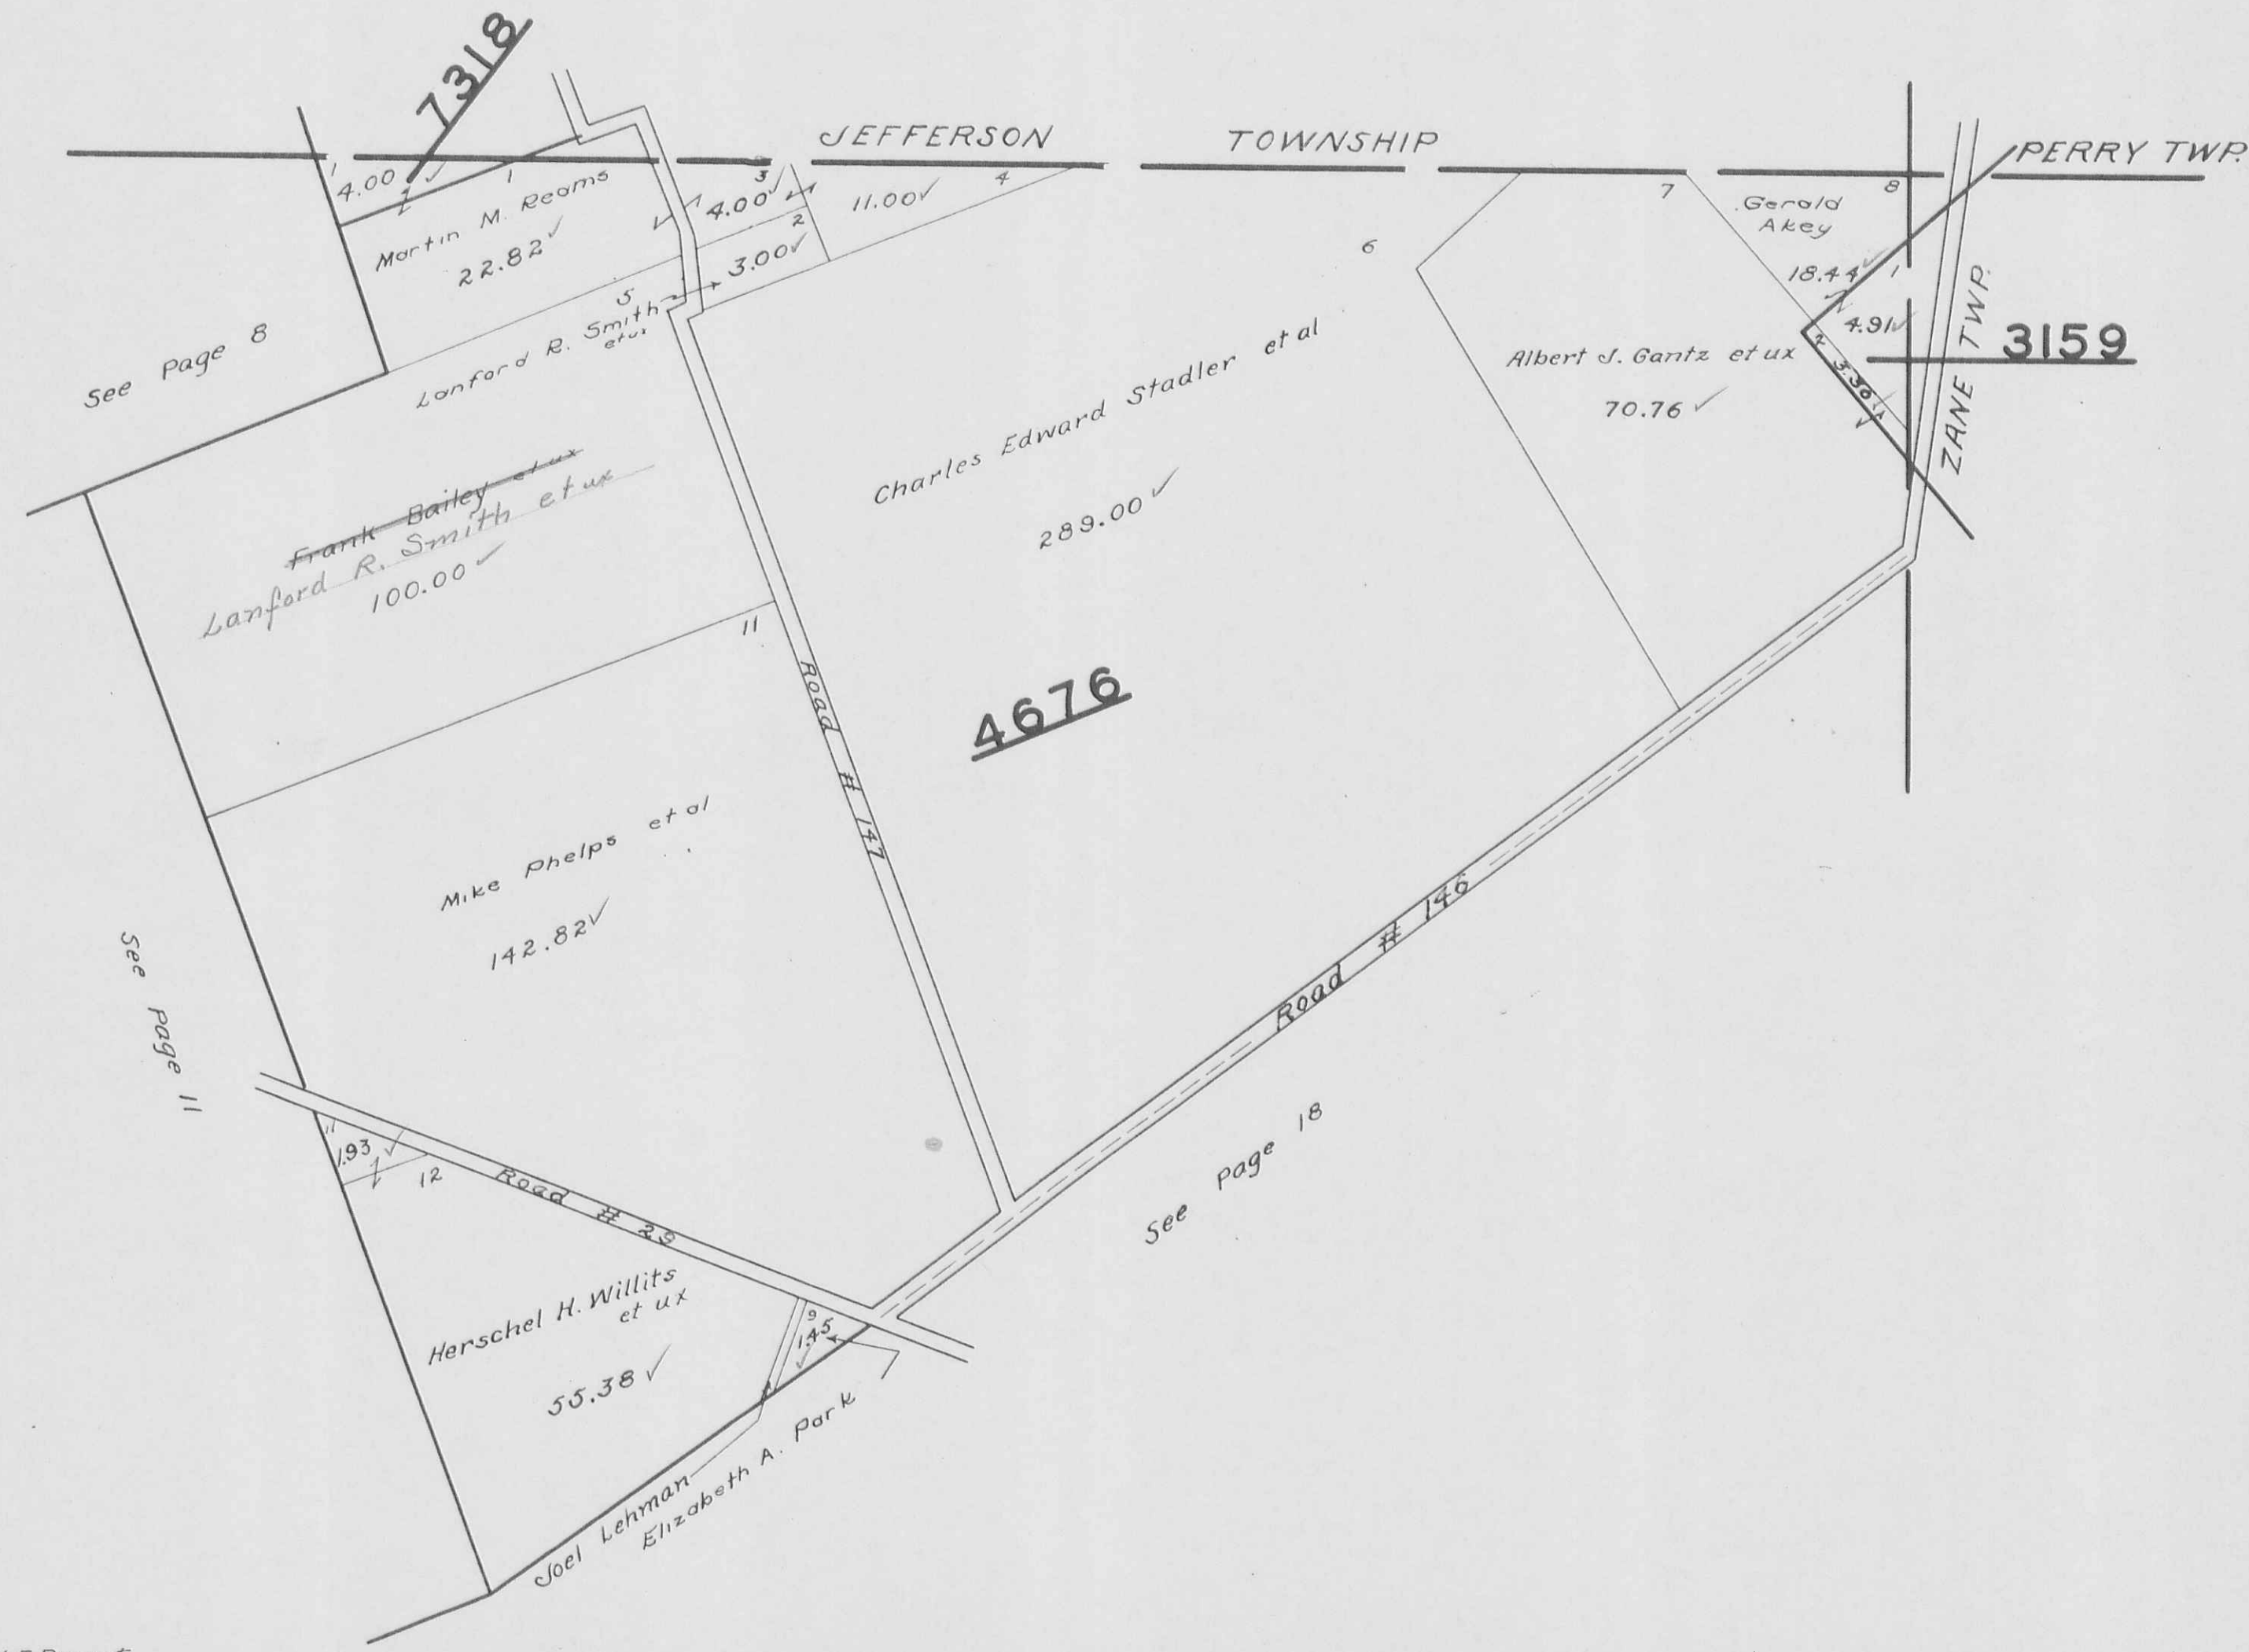 7318
JEFFERSON TOWNSHIP
PERRY TWP.
1
4.00 ✓
1
Martin M. Reams
22.82 ✓
3
4.00 ✓
2
3.00 ✓
4
11.00 ✓
5
Lanford R. Smith
et ux
6
7
8
Gerald
Akey
18.44 ✓
1
4.91 ✓
2
3.30 ✓
ZANE TWP.
3159
See Page 8
Albert J. Gantz et ux
70.76 ✓
Charles Edward Stadler et al
289.00 ✓
Frank Bailey et ux
Lanford R. Smith et ux
100.00 ✓
11
Road # 147
4676
Mike Phelps et al
142.82 ✓
Road # 146
See page 11
See page 18
11
1.93 ✓
12
Road # 29
Herschel H. Willits
et ux
55.38 ✓
9
1.45
✓
Joel Lehman
Elizabeth A. Park